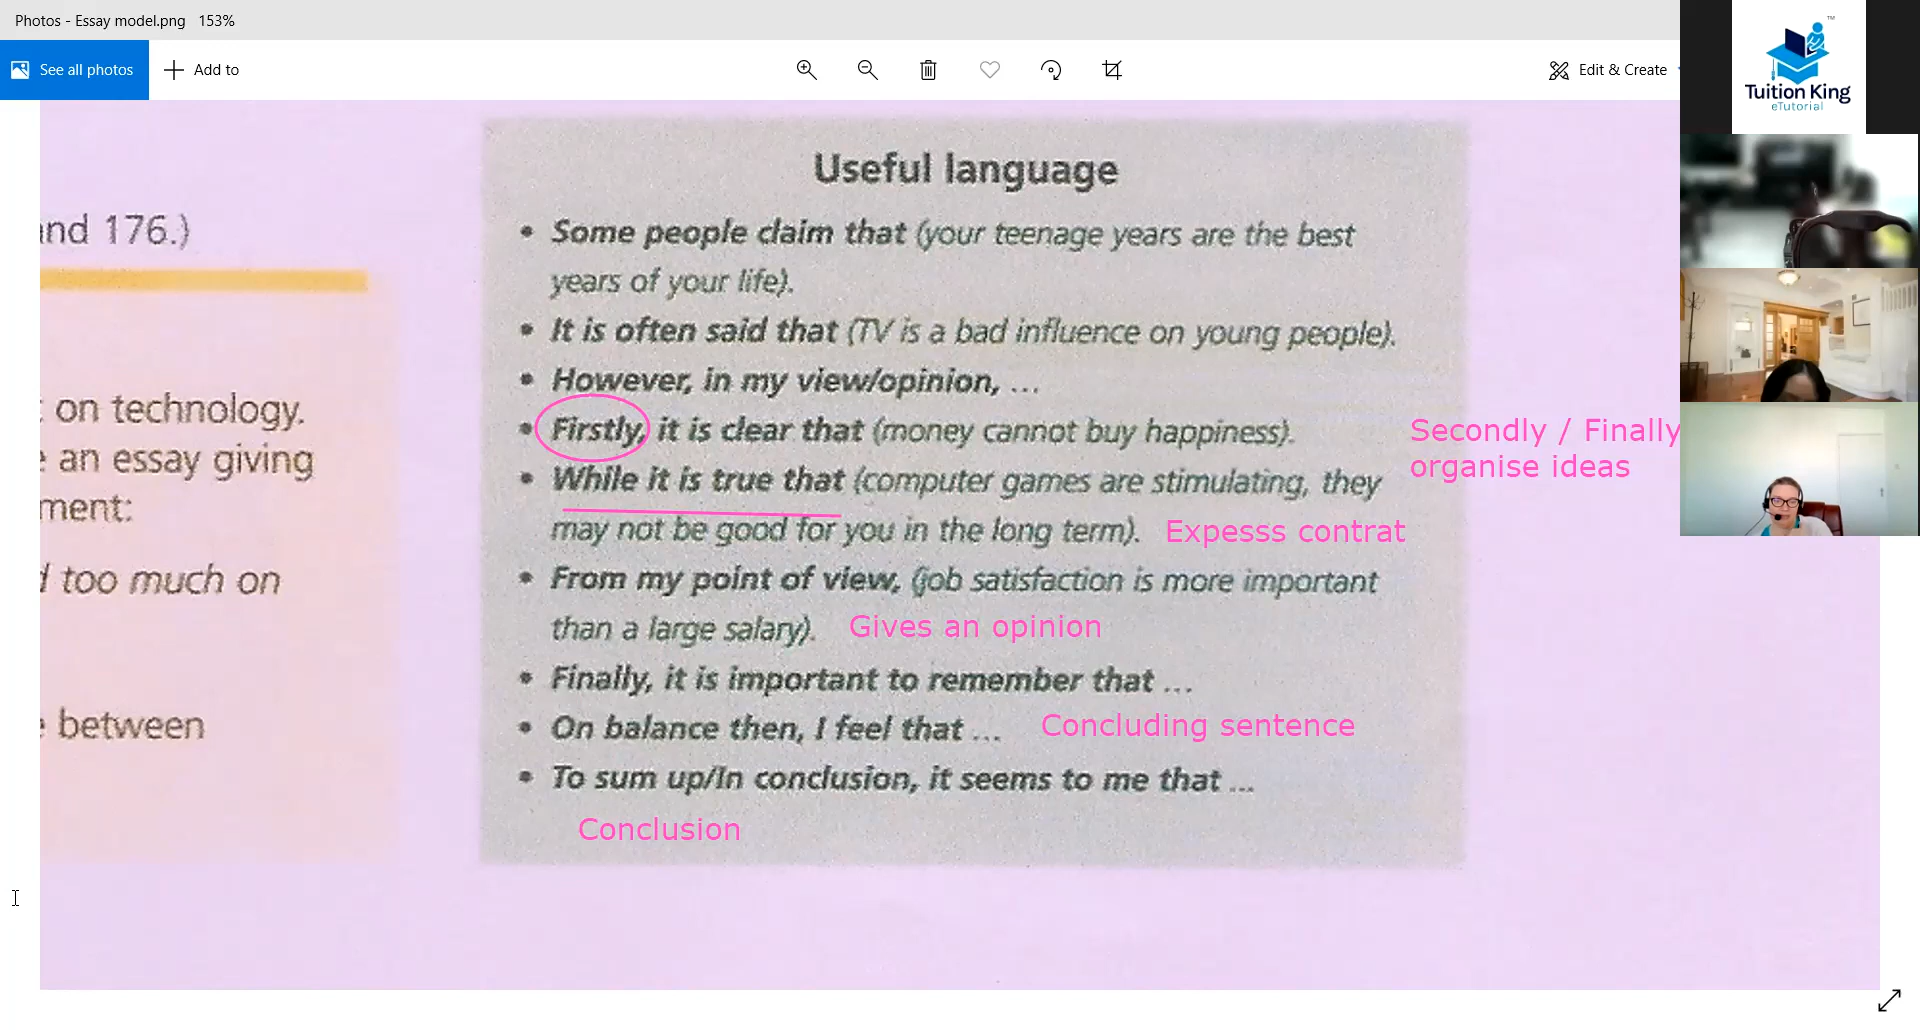 Photos - Essay model.png 153%
See all photos
Add to
Edit & Create
TM
Tuition King
eTutorial
and 176.)
on technology.
an essay giving
ment:
too much on
between
Useful language
• Some people claim that (your teenage years are the best
years of your life).
• It is often said that (TV is a bad influence on young people).
• However, in my view/opinion, ...
• Firstly, it is clear that (money cannot buy happiness).
Secondly / Finally
organise ideas
• While it is true that (computer games are stimulating, they
may not be good for you in the long term). Expesss contrat
• From my point of view, (job satisfaction is more important
than a large salary). Gives an opinion
• Finally, it is important to remember that ...
• On balance then, I feel that ... Concluding sentence
• To sum up/In conclusion, it seems to me that ...
Conclusion